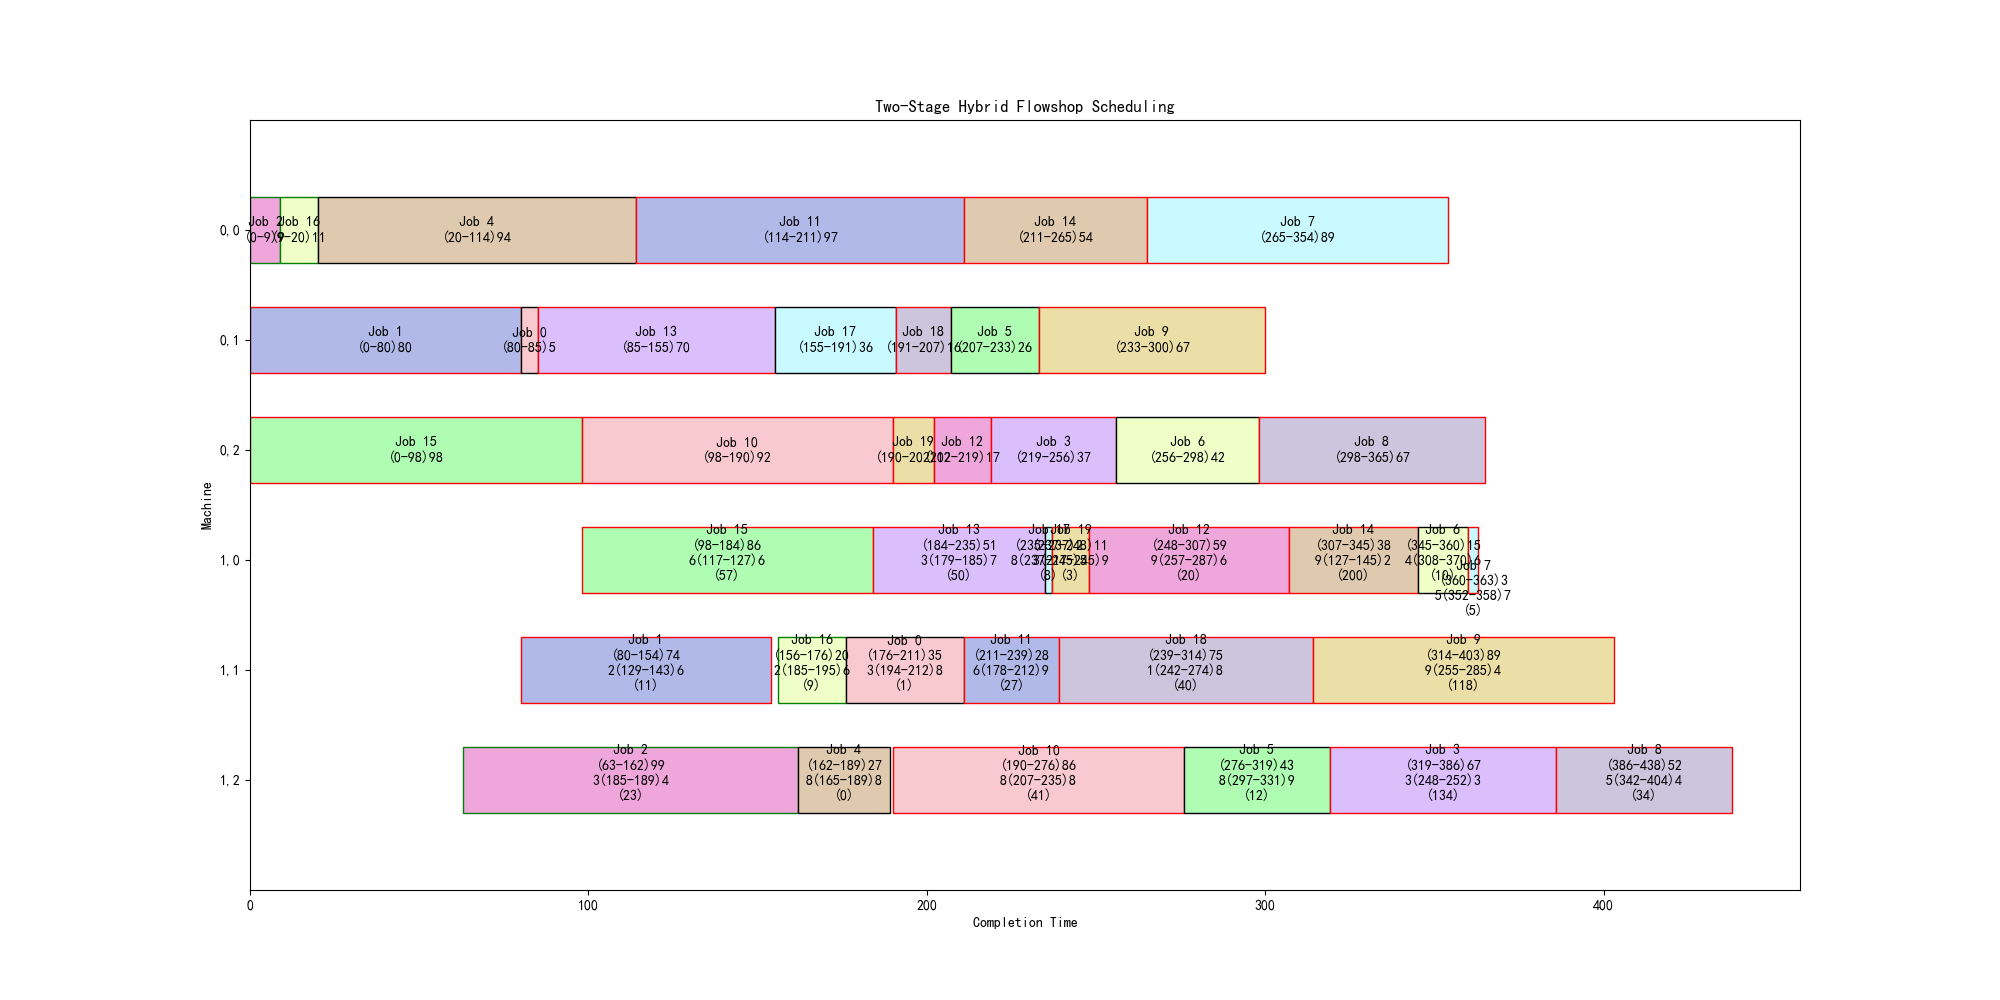 Two-Stage Hybrid Flowshop Scheduling
Machine
0,0
Job 2
(0-9)9
Job 16
(9-20)11
Job 4
(20-114)94
Job 11
(114-211)97
Job 14
(211-265)54
Job 7
(265-354)89
0,1
Job 1
(0-80)80
Job 0
(80-85)5
Job 13
(85-155)70
Job 17
(155-191)36
Job 18
(191-207)16
Job 5
(207-233)26
Job 9
(233-300)67
0,2
Job 15
(0-98)98
Job 10
(98-190)92
Job 19
(190-202)12
Job 12
(202-219)17
Job 3
(219-256)37
Job 6
(256-298)42
Job 8
(298-365)67
1,0
Job 15
(98-184)86
6(117-127)6
(57)
Job 13
(184-235)51
3(179-185)7
(50)
Job 17
(235-237)2
(8)
Job 19
(237-248)11
(3)
Job 12
(248-307)59
9(257-287)6
(20)
Job 14
(307-345)38
9(127-145)2
(200)
Job 6
(345-360)15
4(308-370)6
(10)
Job 7
(360-363)3
5(352-358)7
(5)
1,1
Job 1
(80-154)74
2(129-143)6
(11)
Job 16
(156-176)20
2(185-195)6
(9)
Job 0
(176-211)35
3(194-212)8
(1)
Job 11
(211-239)28
6(178-212)9
(27)
Job 18
(239-314)75
1(242-274)8
(40)
Job 9
(314-403)89
9(255-285)4
(118)
1,2
Job 2
(63-162)99
3(185-189)4
(23)
Job 4
(162-189)27
8(165-189)8
(0)
Job 10
(190-276)86
8(207-235)8
(41)
Job 5
(276-319)43
8(297-331)9
(12)
Job 3
(319-386)67
3(248-252)3
(134)
Job 8
(386-438)52
5(342-404)4
(34)
0
100
200
300
400
Completion Time